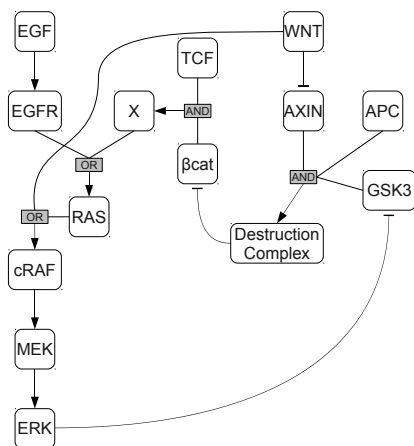 EGF
WNT
TCF
EGFR
X
AND
AXIN
APC
βcat
OR
AND
GSK3
OR
RAS
Destruction
Complex
cRAF
MEK
ERK